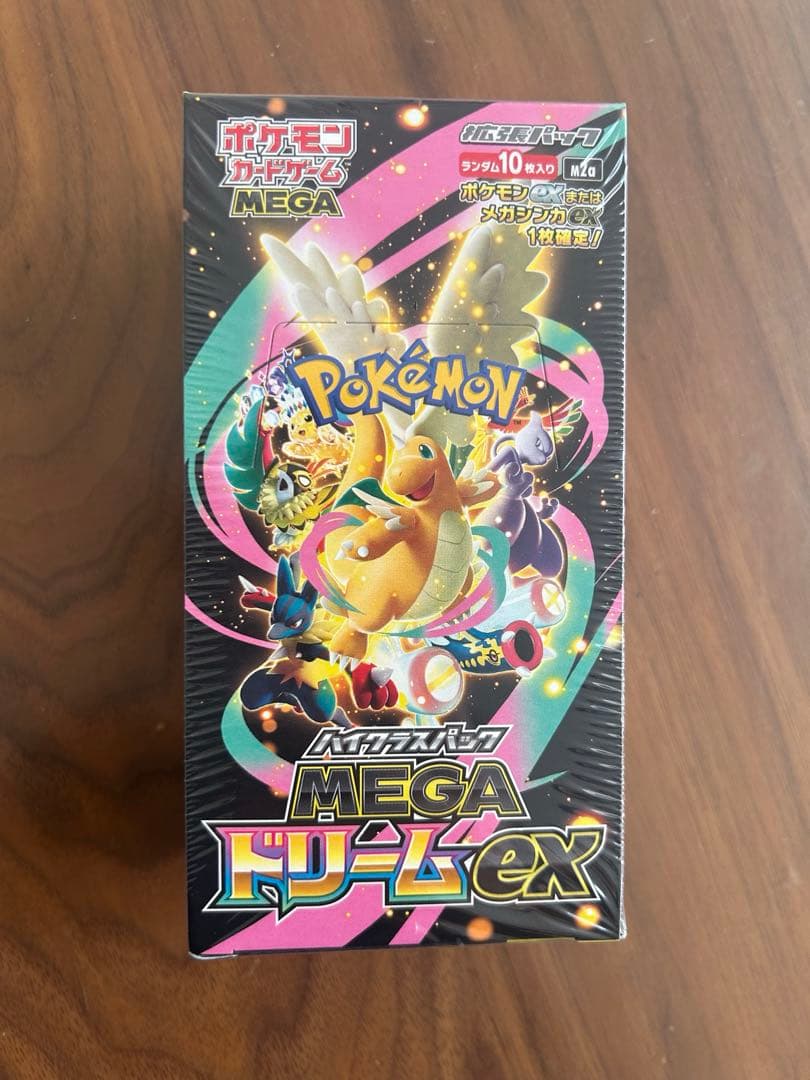 ポケモン
カードゲーム
MEGA
拡張パック
ランダム10枚入り M2a
ポケモンexまたは
メガシンカex
1枚確定!
POKéMON
TM
ハイクラスパック
MEGA
ドリームex